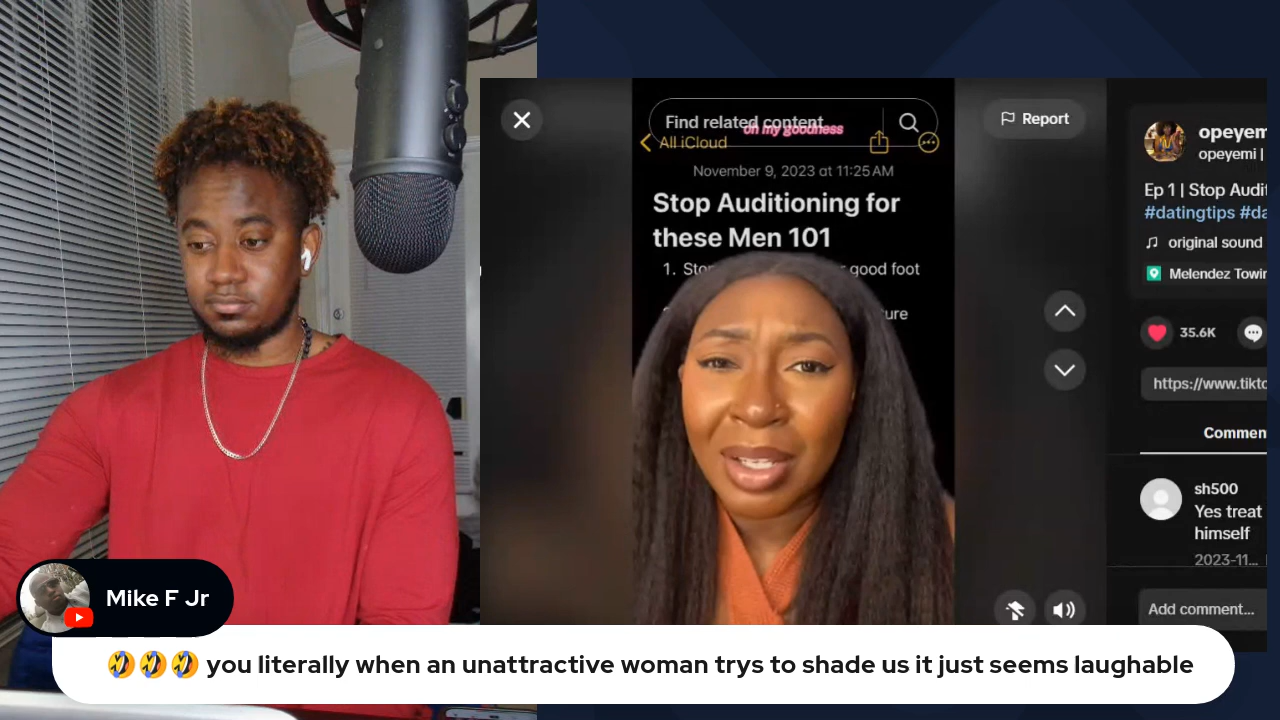 Find related content
oh my goodness
All iCloud
Report
November 9, 2023 at 11:25 AM
Stop Auditioning for
these Men 101
1. good foot
ure
opeyem
opeyemi |
Ep 1 | Stop Audit
#datingtips #da
original sound
Melendez Towin
35.6K
https://www.tikto
Commen
sh500
Yes treat
himself
2023-11...
Add comment...
Mike F Jr
🤣🤣🤣 you literally when an unattractive woman trys to shade us it just seems laughable